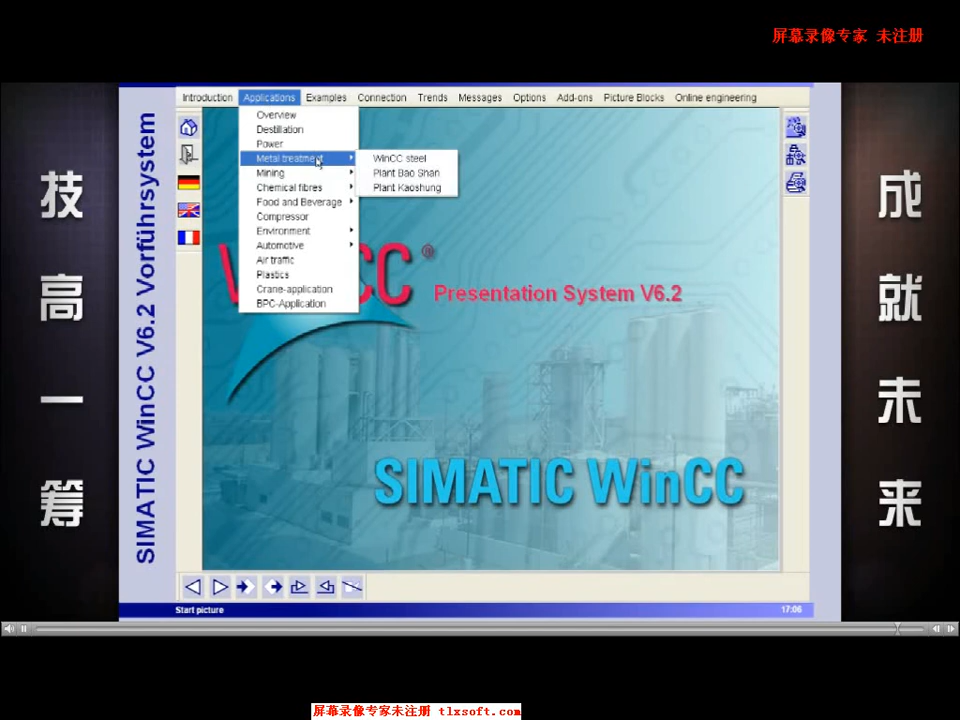 屏幕录像专家 未注册
技高一筹
成就未来
SIMATIC WinCC V6.2 Vorführsystem
Introduction Applications Examples Connection Trends Messages Options Add-ons Picture Blocks Online engineering
Overview
Destillation
Power
Metal treatment
Mining
Chemical fibres
Food and Beverage
Compressor
Environment
Automotive
Air traffic
Plastics
Crane-application
BPC-Application
WinCC steel
Plant Bao Shan
Plant Kaoshung
Presentation System V6.2
SIMATIC WinCC
Start picture 17:06
屏幕录像专家未注册 tlxsoft.com